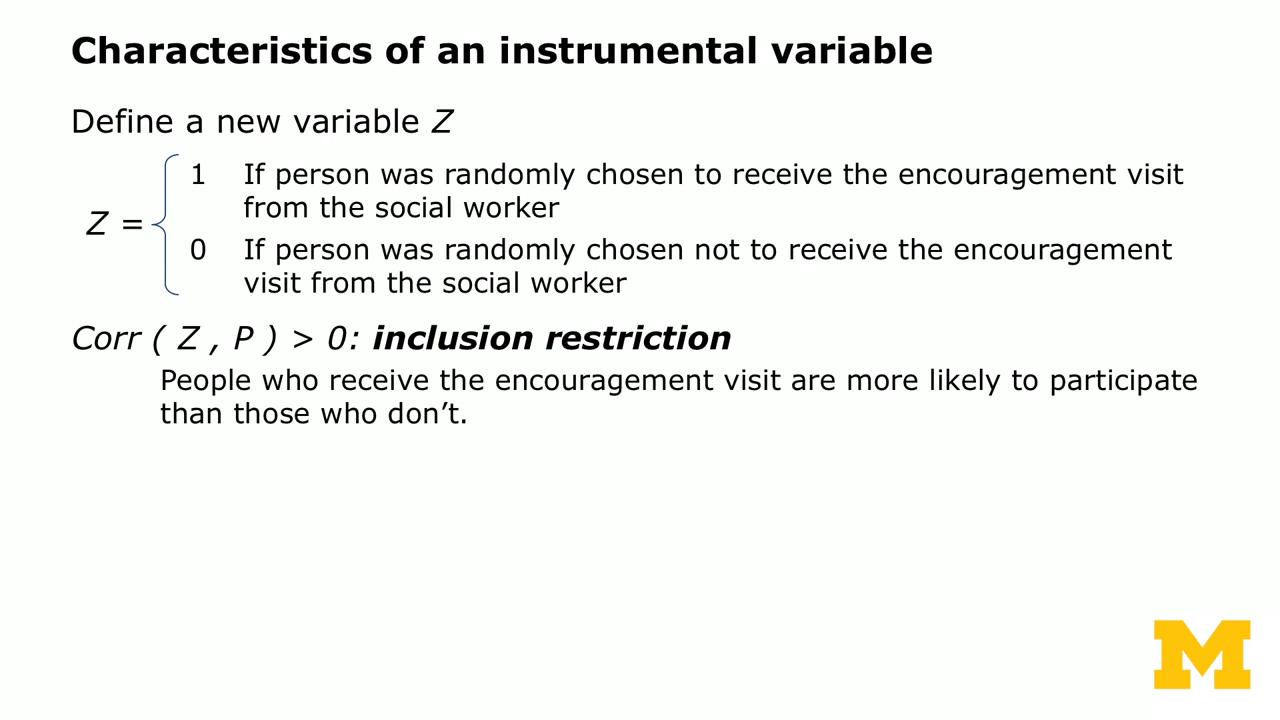 Characteristics of an instrumental variable
Define a new variable Z
1 If person was randomly chosen to receive the encouragement visit
from the social worker
Z =
0 If person was randomly chosen not to receive the encouragement
visit from the social worker
Corr ( Z , P ) > 0: inclusion restriction
People who receive the encouragement visit are more likely to participate
than those who don’t.
M